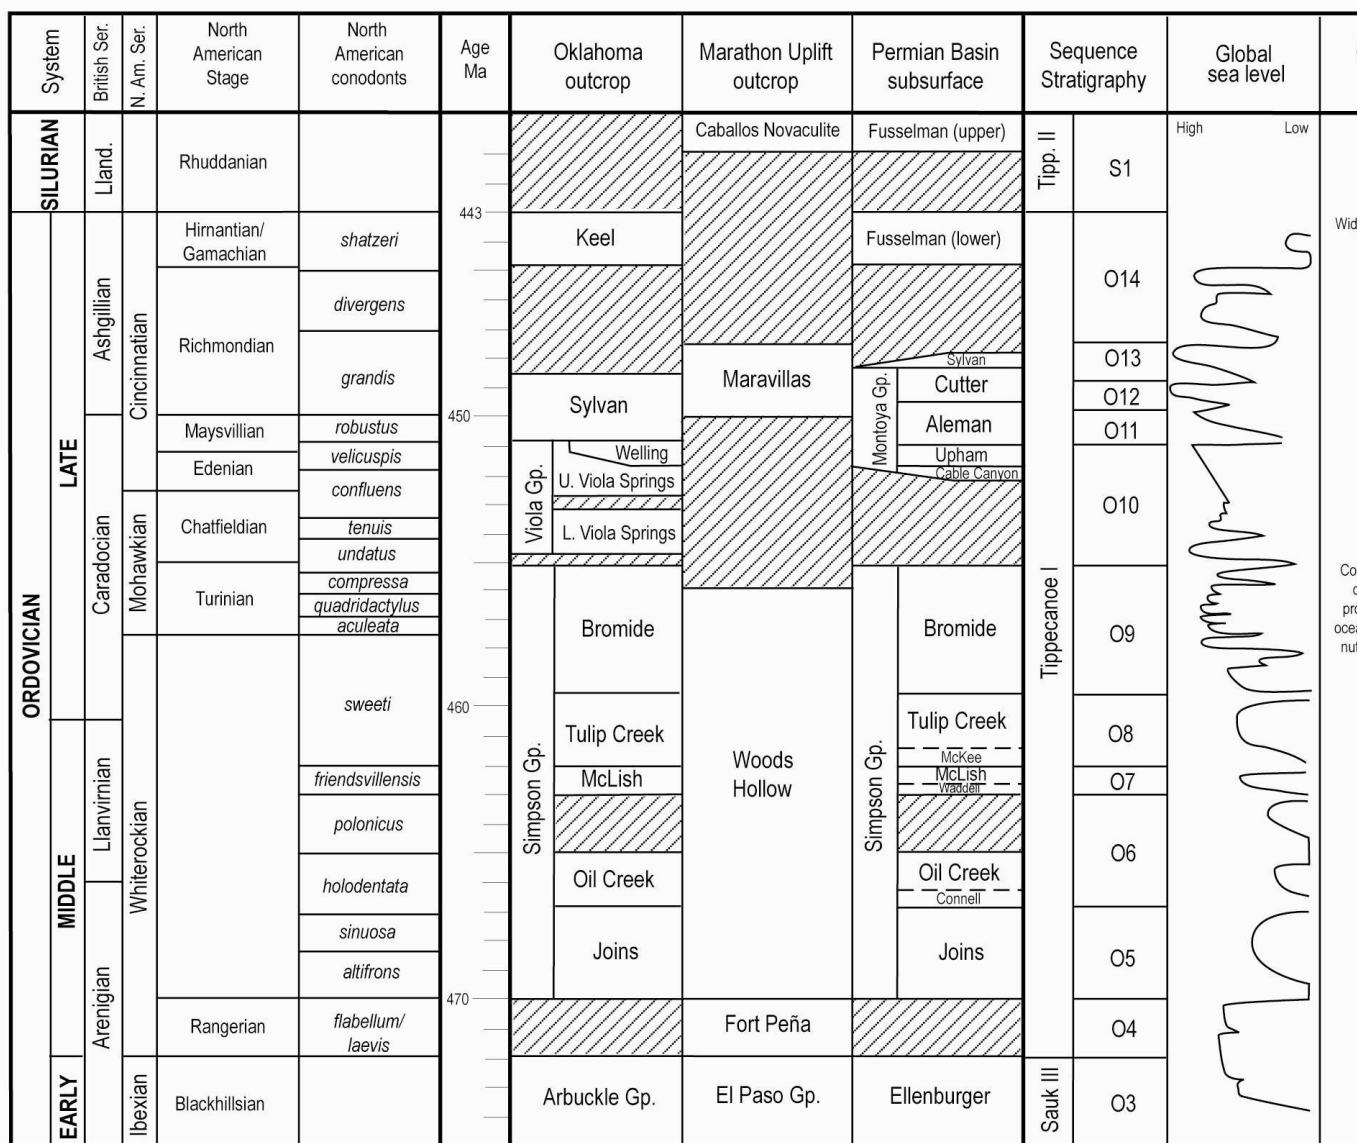 System
British Ser.
N. Am. Ser.
North
American
Stage
North
American
conodonts
Age
Ma
Oklahoma
outcrop
Marathon Uplift
outcrop
Permian Basin
subsurface
Sequence
Stratigraphy
Global
sea level
SILURIAN
ORDOVICIAN
LATE
MIDDLE
EARLY
Lland.
Ashgillian
Caradocian
Llanvirnian
Arenigian
Cincinnatian
Mohawkian
Whiterockian
Ibexian
Rhuddanian
Hirnantian/
Gamachian
Richmondian
Maysvillian
Edenian
Chatfieldian
Turinian
Rangerian
Blackhillsian
shatzeri
divergens
grandis
robustus
velicuspis
confluens
tenuis
undatus
compressa
quadridactylus
aculeata
sweeti
friendsvillensis
polonicus
holodentata
sinuosa
altifrons
flabellum/
laevis
443
450
460
470
Keel
Sylvan
Viola Gp.
Welling
U. Viola Springs
L. Viola Springs
Simpson Gp.
Bromide
Tulip Creek
McLish
Oil Creek
Joins
Arbuckle Gp.
Caballos Novaculite
Maravillas
Woods
Hollow
Fort Peña
El Paso Gp.
Fusselman (upper)
Fusselman (lower)
Sylvan
Montoya Gp.
Cutter
Aleman
Upham
Cable Canyon
Simpson Gp.
Bromide
Tulip Creek
McKee
McLish
Waddell
Oil Creek
Connell
Joins
Ellenburger
Tipp. II
Tippecanoe I
Sauk III
S1
O14
O13
O12
O11
O10
O9
O8
O7
O6
O5
O4
O3
High Low
Wid
Co
pro
ocea
nut